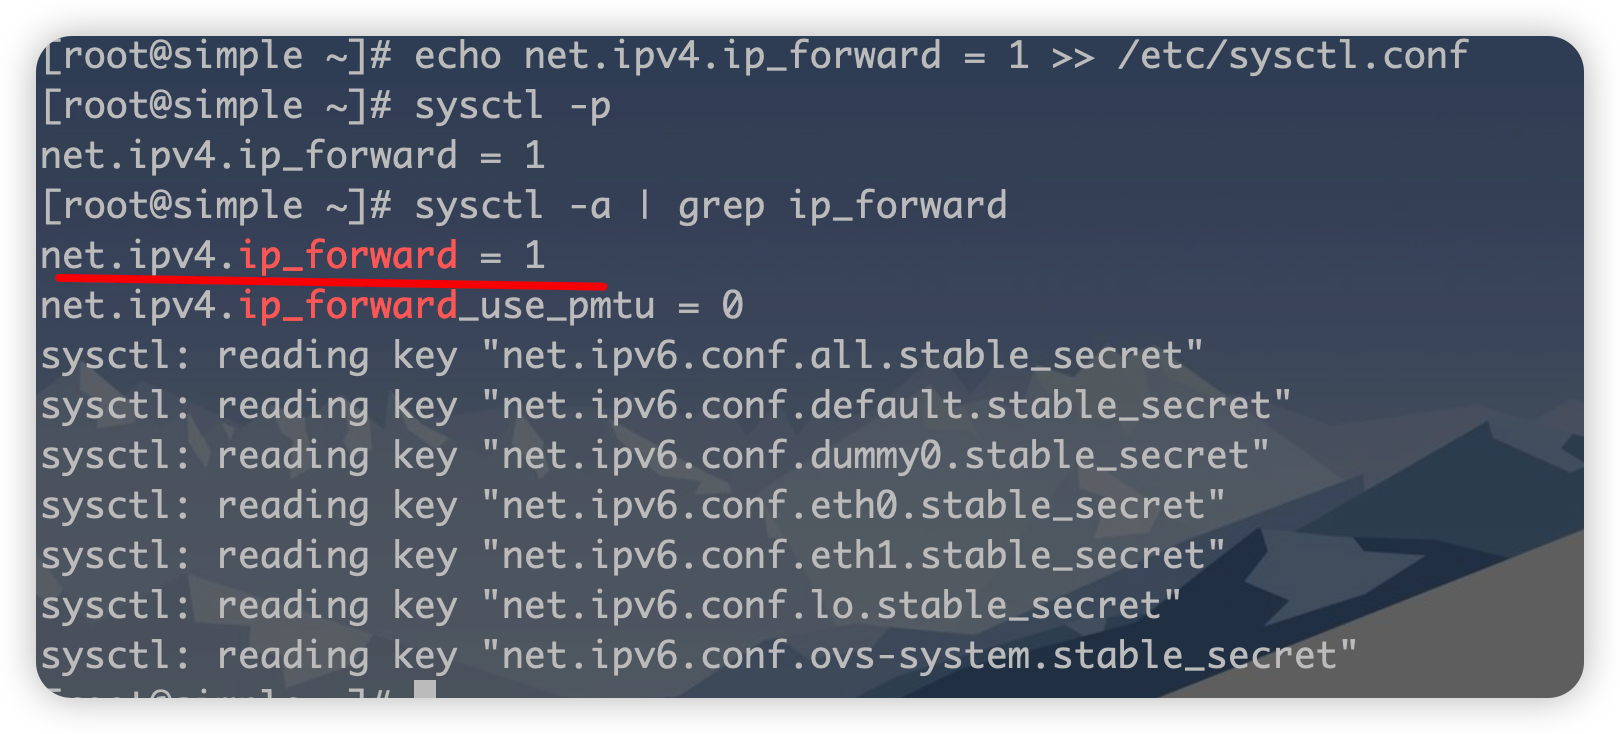 [root@simple ~]# echo net.ipv4.ip_forward = 1 >> /etc/sysctl.conf
[root@simple ~]# sysctl -p
net.ipv4.ip_forward = 1
[root@simple ~]# sysctl -a | grep ip_forward
net.ipv4.ip_forward = 1
net.ipv4.ip_forward_use_pmtu = 0
sysctl: reading key "net.ipv6.conf.all.stable_secret"
sysctl: reading key "net.ipv6.conf.default.stable_secret"
sysctl: reading key "net.ipv6.conf.dummy0.stable_secret"
sysctl: reading key "net.ipv6.conf.eth0.stable_secret"
sysctl: reading key "net.ipv6.conf.eth1.stable_secret"
sysctl: reading key "net.ipv6.conf.lo.stable_secret"
sysctl: reading key "net.ipv6.conf.ovs-system.stable_secret"
[root@simple ~]#